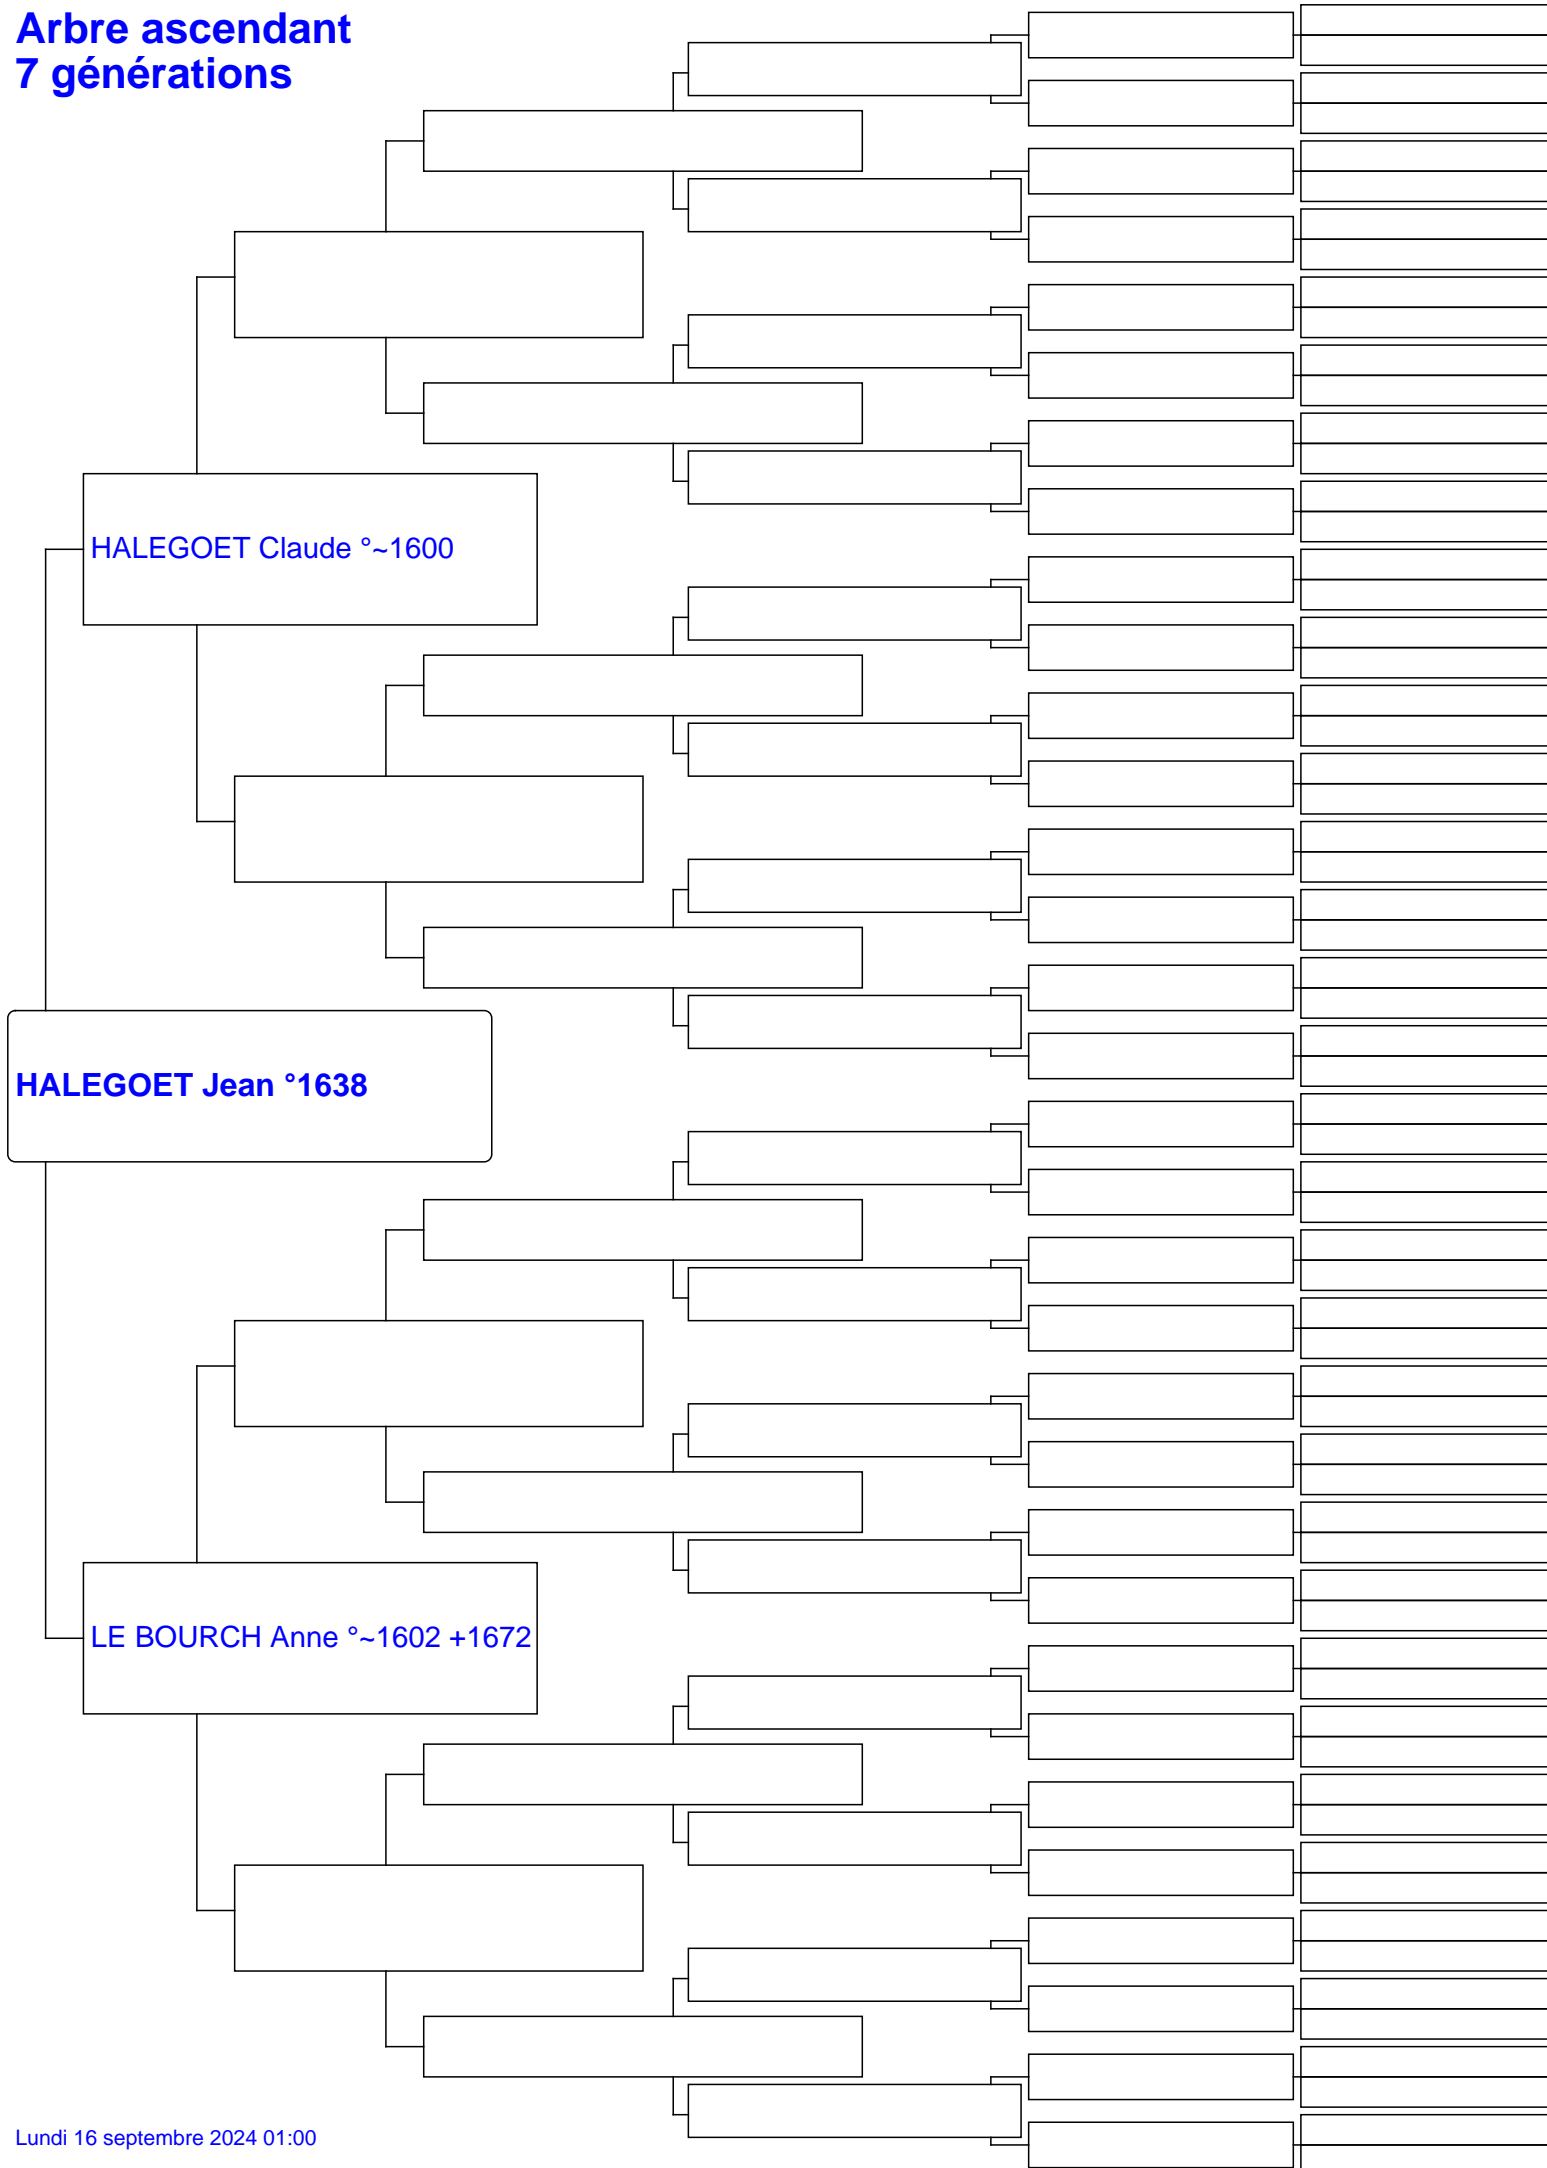 Arbre ascendant
7 générations
HALEGOET Claude °~1600
HALEGOET Jean °1638
LE BOURCH Anne °~1602 +1672
Lundi 16 septembre 2024 01:00